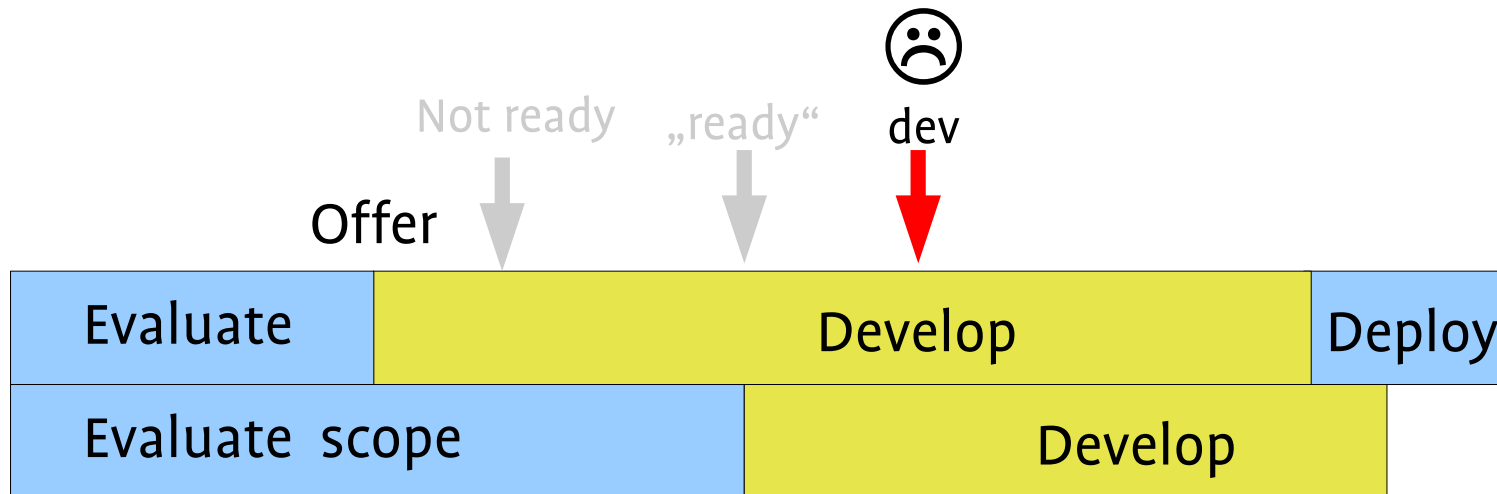 Not ready
„ready“
dev
Offer
Evaluate
Develop
Deploy
Evaluate scope
Develop